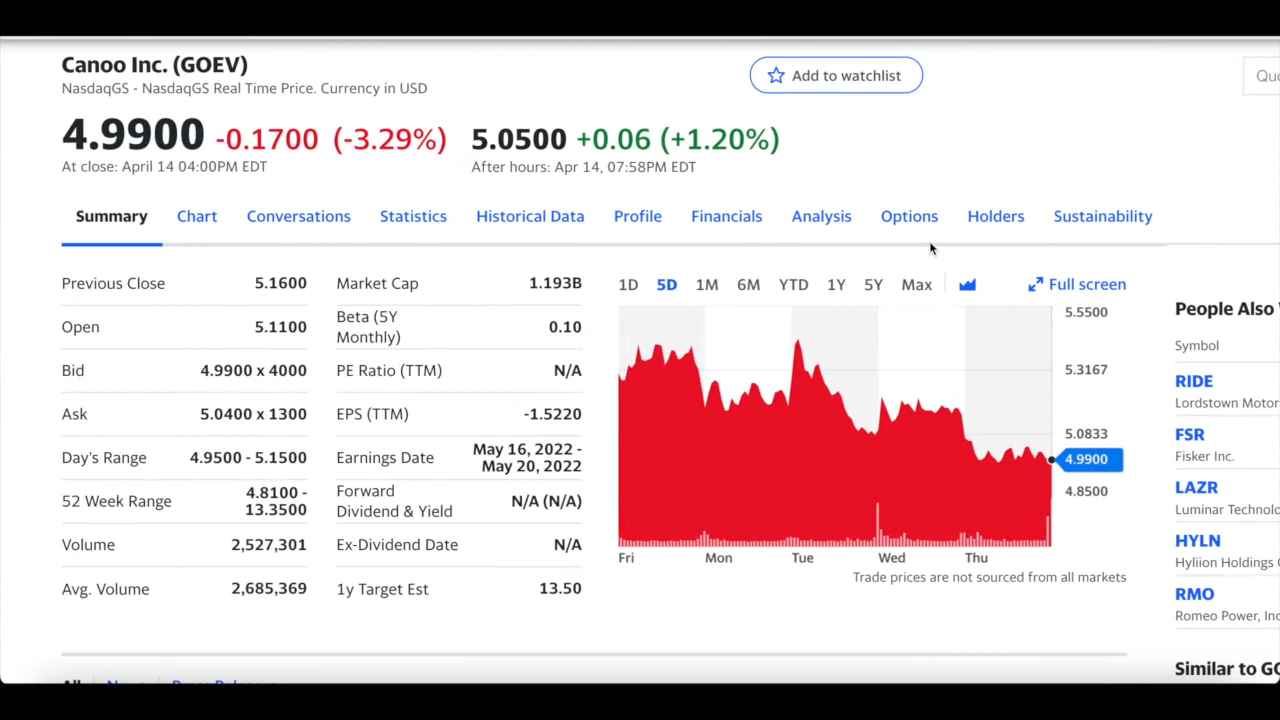 Canoo Inc. (GOEV)
NasdaqGS - NasdaqGS Real Time Price. Currency in USD
Add to watchlist
4.9900 -0.1700 (-3.29%) 5.0500 +0.06 (+1.20%)
At close: April 14 04:00PM EDT After hours: Apr 14, 07:58PM EDT
Summary Chart Conversations Statistics Historical Data Profile Financials Analysis Options Holders Sustainability
Previous Close 5.1600
Open 5.1100
Bid 4.9900 x 4000
Ask 5.0400 x 1300
Day's Range 4.9500 - 5.1500
52 Week Range 4.8100 -
13.3500
Volume 2,527,301
Avg. Volume 2,685,369
Market Cap 1.193B
Beta (5Y
Monthly) 0.10
PE Ratio (TTM) N/A
EPS (TTM) -1.5220
Earnings Date May 16, 2022 -
May 20, 2022
Forward
Dividend & Yield N/A (N/A)
Ex-Dividend Date N/A
1y Target Est 13.50
1D 5D 1M 6M YTD 1Y 5Y Max Full screen
5.5500
5.3167
5.0833
4.9900
4.8500
Fri Mon Tue Wed Thu
Trade prices are not sourced from all markets
People Also
Symbol
RIDE
Lordstown Motor
FSR
Fisker Inc.
LAZR
Luminar Technolo
HYLN
Hyliion Holdings
RMO
Romeo Power, Inc
Similar to GO